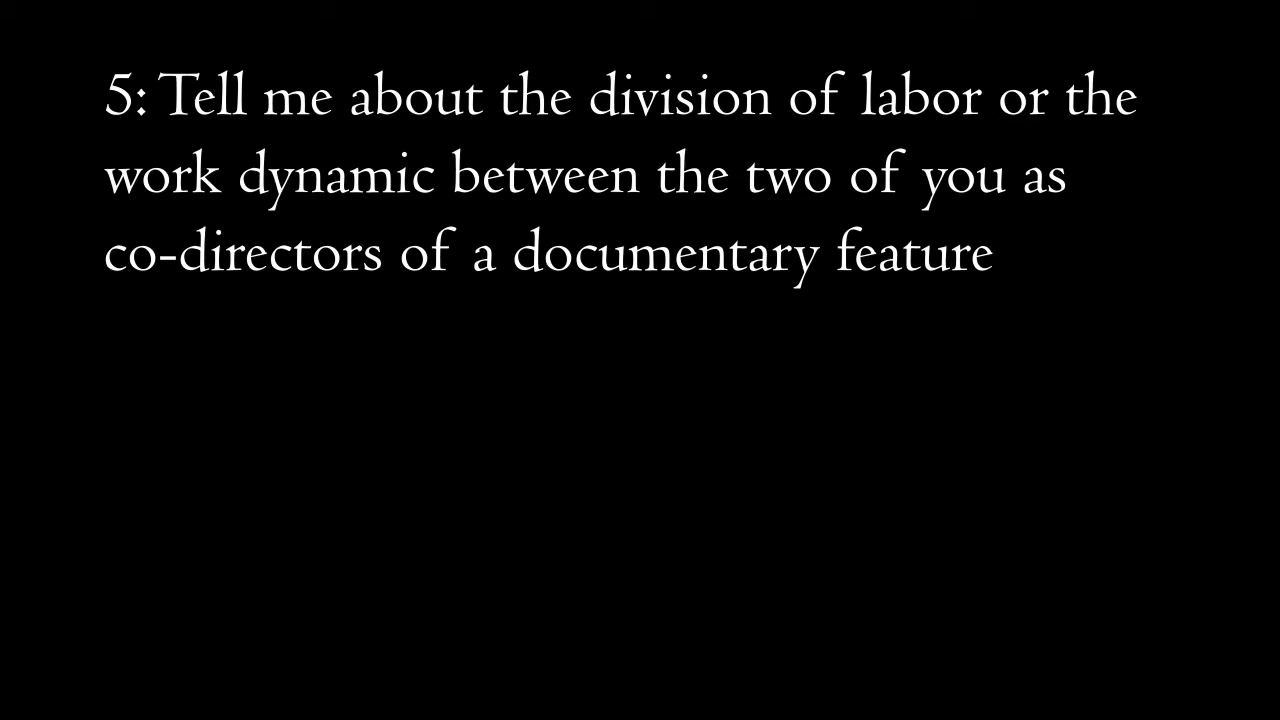 5: Tell me about the division of labor or the
work dynamic between the two of you as
co-directors of a documentary feature